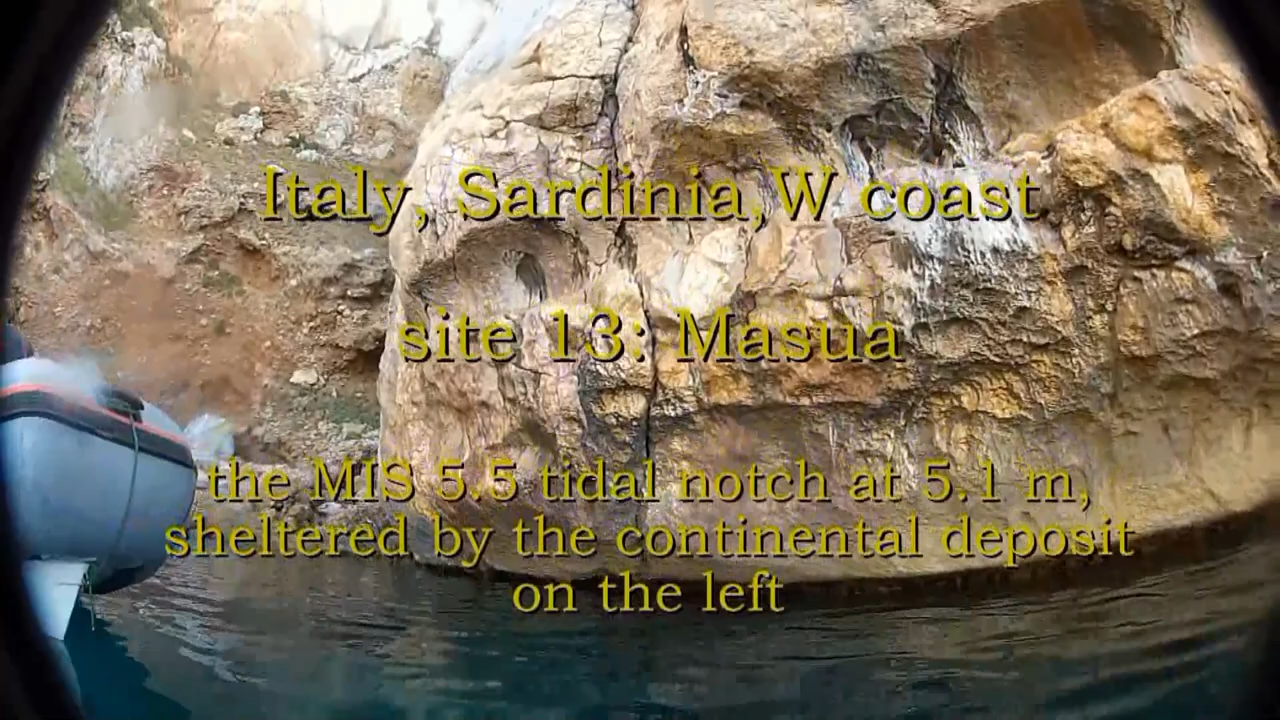 Italy, Sardinia,W coast
site 13: Masua
the MIS 5.5 tidal notch at 5.1 m,
sheltered by the continental deposit
on the left